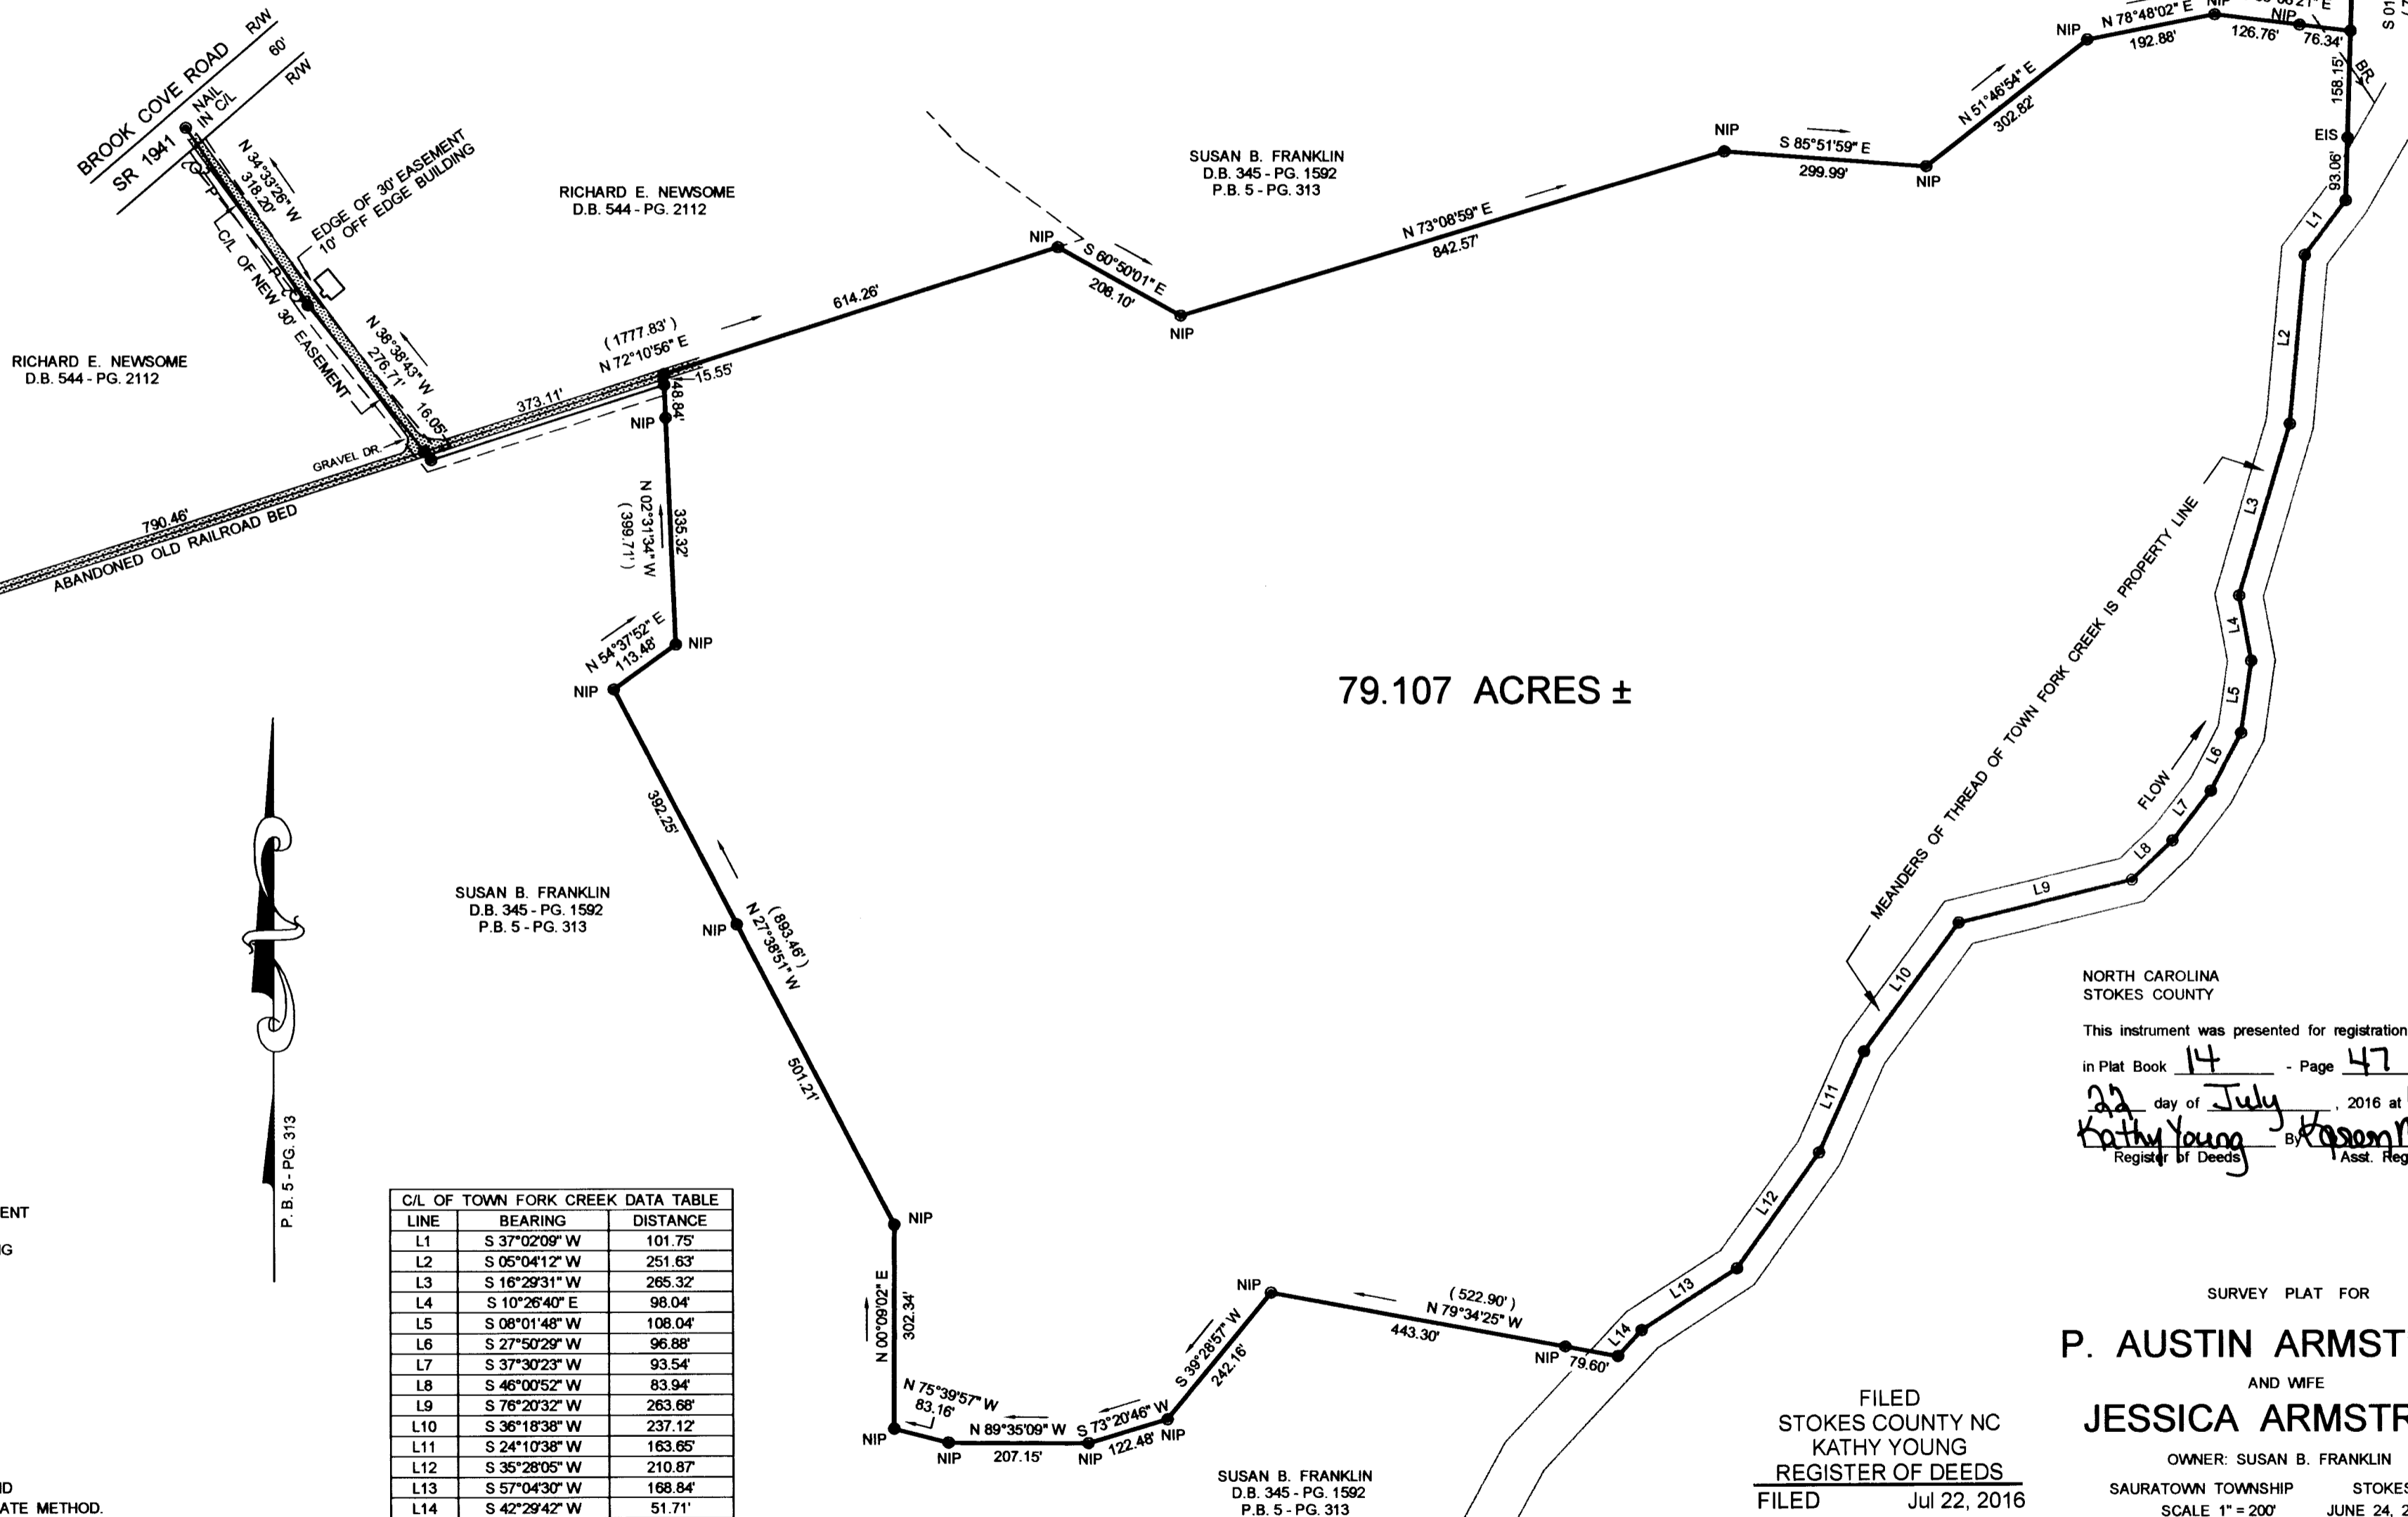 BROOK COVE ROAD
R/W
60'
R/W
SR 1941
NAIL
IN C/L
N 34°33'26" W
318.20'
P
EDGE OF 30' EASEMENT
10' OFF EDGE BUILDING
C/L OF NEW 30' EASEMENT
P
N 38°38'43" W
276.71'
16.05'
RICHARD E. NEWSOME
D.B. 544 - PG. 2112
RICHARD E. NEWSOME
D.B. 544 - PG. 2112
GRAVEL DR.
790.46'
ABANDONED OLD RAILROAD BED
373.11'
( 1777.83' )
N 72°10'56" E
15.55'
48.84'
NIP
614.26'
NIP
S 60°50'01" E
208.10'
NIP
SUSAN B. FRANKLIN
D.B. 345 - PG. 1592
P.B. 5 - PG. 313
N 73°08'59" E
842.57'
NIP
S 85°51'59" E
299.99'
NIP
N 51°46'54" E
302.82'
NIP
N 78°48'02" E
192.88'
NIP
126.76'
NIP
76.34'
S 01
158.15'
BR.
EIS
93.06'
L1
L2
L3
L4
L5
L6
L7
L8
L9
L10
L11
L12
L13
L14
MEANDERS OF THREAD OF TOWN FORK CREEK IS PROPERTY LINE
FLOW
N 02°31'34" W
( 399.71' )
335.32'
NIP
N 54°37'52" E
113.48'
NIP
79.107 ACRES ±
392.25'
NIP
( 893.46' )
N 27°38'51" W
501.21'
SUSAN B. FRANKLIN
D.B. 345 - PG. 1592
P.B. 5 - PG. 313
P. B. 5 - PG. 313
NIP
N 00°09'02" E
302.34'
NIP
N 75°39'57" W
83.16'
NIP
N 89°35'09" W
207.15'
NIP
S 73°20'46" W
122.48'
NIP
S 39°28'57" W
242.16'
NIP
( 522.90' )
N 79°34'25" W
443.30'
NIP
79.60'
SUSAN B. FRANKLIN
D.B. 345 - PG. 1592
P.B. 5 - PG. 313
ENT
G
D
ATE METHOD.
C/L OF TOWN FORK CREEK DATA TABLE
LINE BEARING DISTANCE
L1 S 37°02'09" W 101.75'
L2 S 05°04'12" W 251.63'
L3 S 16°29'31" W 265.32'
L4 S 10°26'40" E 98.04'
L5 S 08°01'48" W 108.04'
L6 S 27°50'29" W 96.88'
L7 S 37°30'23" W 93.54'
L8 S 46°00'52" W 83.94'
L9 S 76°20'32" W 263.68'
L10 S 36°18'38" W 237.12'
L11 S 24°10'38" W 163.65'
L12 S 35°28'05" W 210.87'
L13 S 57°04'30" W 168.84'
L14 S 42°29'42" W 51.71'
NORTH CAROLINA
STOKES COUNTY
This instrument was presented for registration
in Plat Book 14 - Page 47
22 day of July , 2016 at
Kathy Young By Karen
Register of Deeds Asst. Reg
FILED
STOKES COUNTY NC
KATHY YOUNG
REGISTER OF DEEDS
FILED Jul 22, 2016
SURVEY PLAT FOR
P. AUSTIN ARMST
AND WIFE
JESSICA ARMSTR
OWNER: SUSAN B. FRANKLIN
SAURATOWN TOWNSHIP STOKES
SCALE 1" = 200' JUNE 24, 2